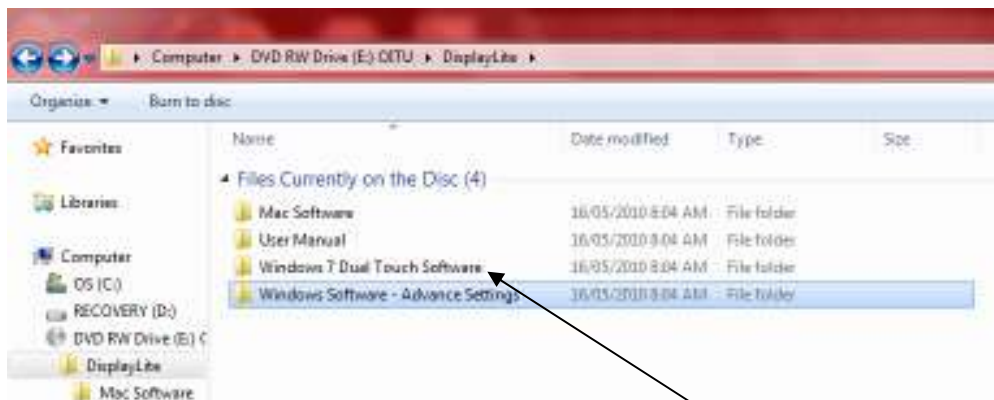 Computer ▸ DVD RW Drive (E:) OITU ▸ DisplayLite ▸
Organize Burn to disc
Favorites
Libraries
Computer
OS (C:)
RECOVERY (D:)
DVD RW Drive (E:) C
DisplayLite
Mac Software
Name Date modified Type Size
Files Currently on the Disc (4)
Mac Software 16/05/2010 8:04 AM File folder
User Manual 16/05/2010 8:04 AM File folder
Windows 7 Dual Touch Software 16/05/2010 8:04 AM File folder
Windows Software - Advance Settings 16/05/2010 8:04 AM File folder